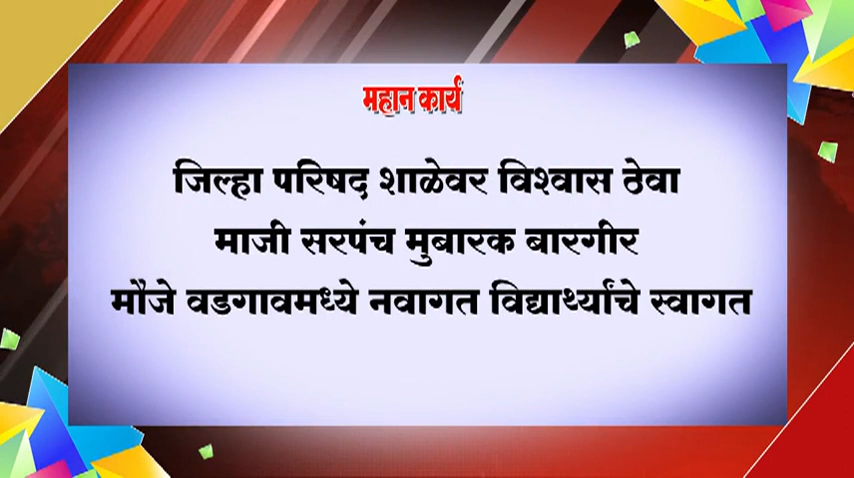 महान कार्य
जिल्हा परिषद शाळेवर विश्वास ठेवा
माजी सरपंच मुबारक बारगीर
मौजे वडगावमध्ये नवागत विद्यार्थ्यांचे स्वागत